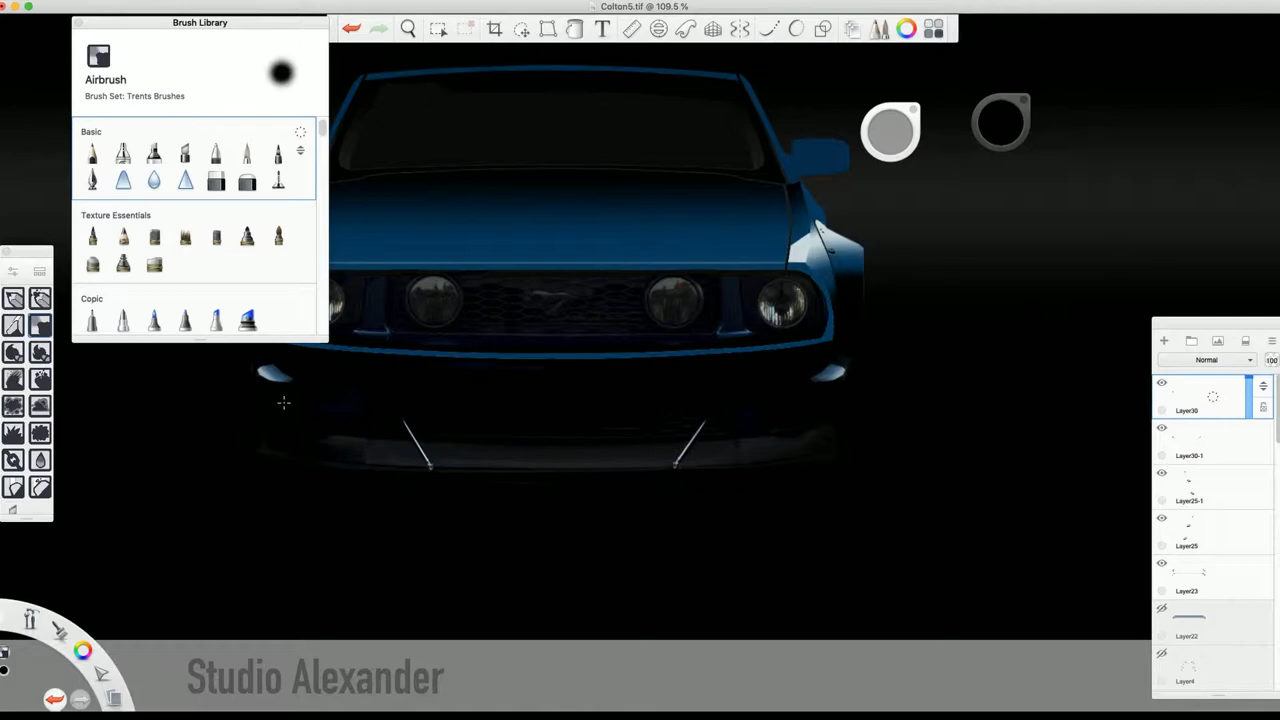 Colton5.tif @ 109.5 %
Brush Library
Airbrush
Brush Set: Trents Brushes
Basic
Texture Essentials
Copic
Normal
100
Layer30
Layer30-1
Layer25-1
Layer25
Layer23
Layer22
Layer4
Studio Alexander